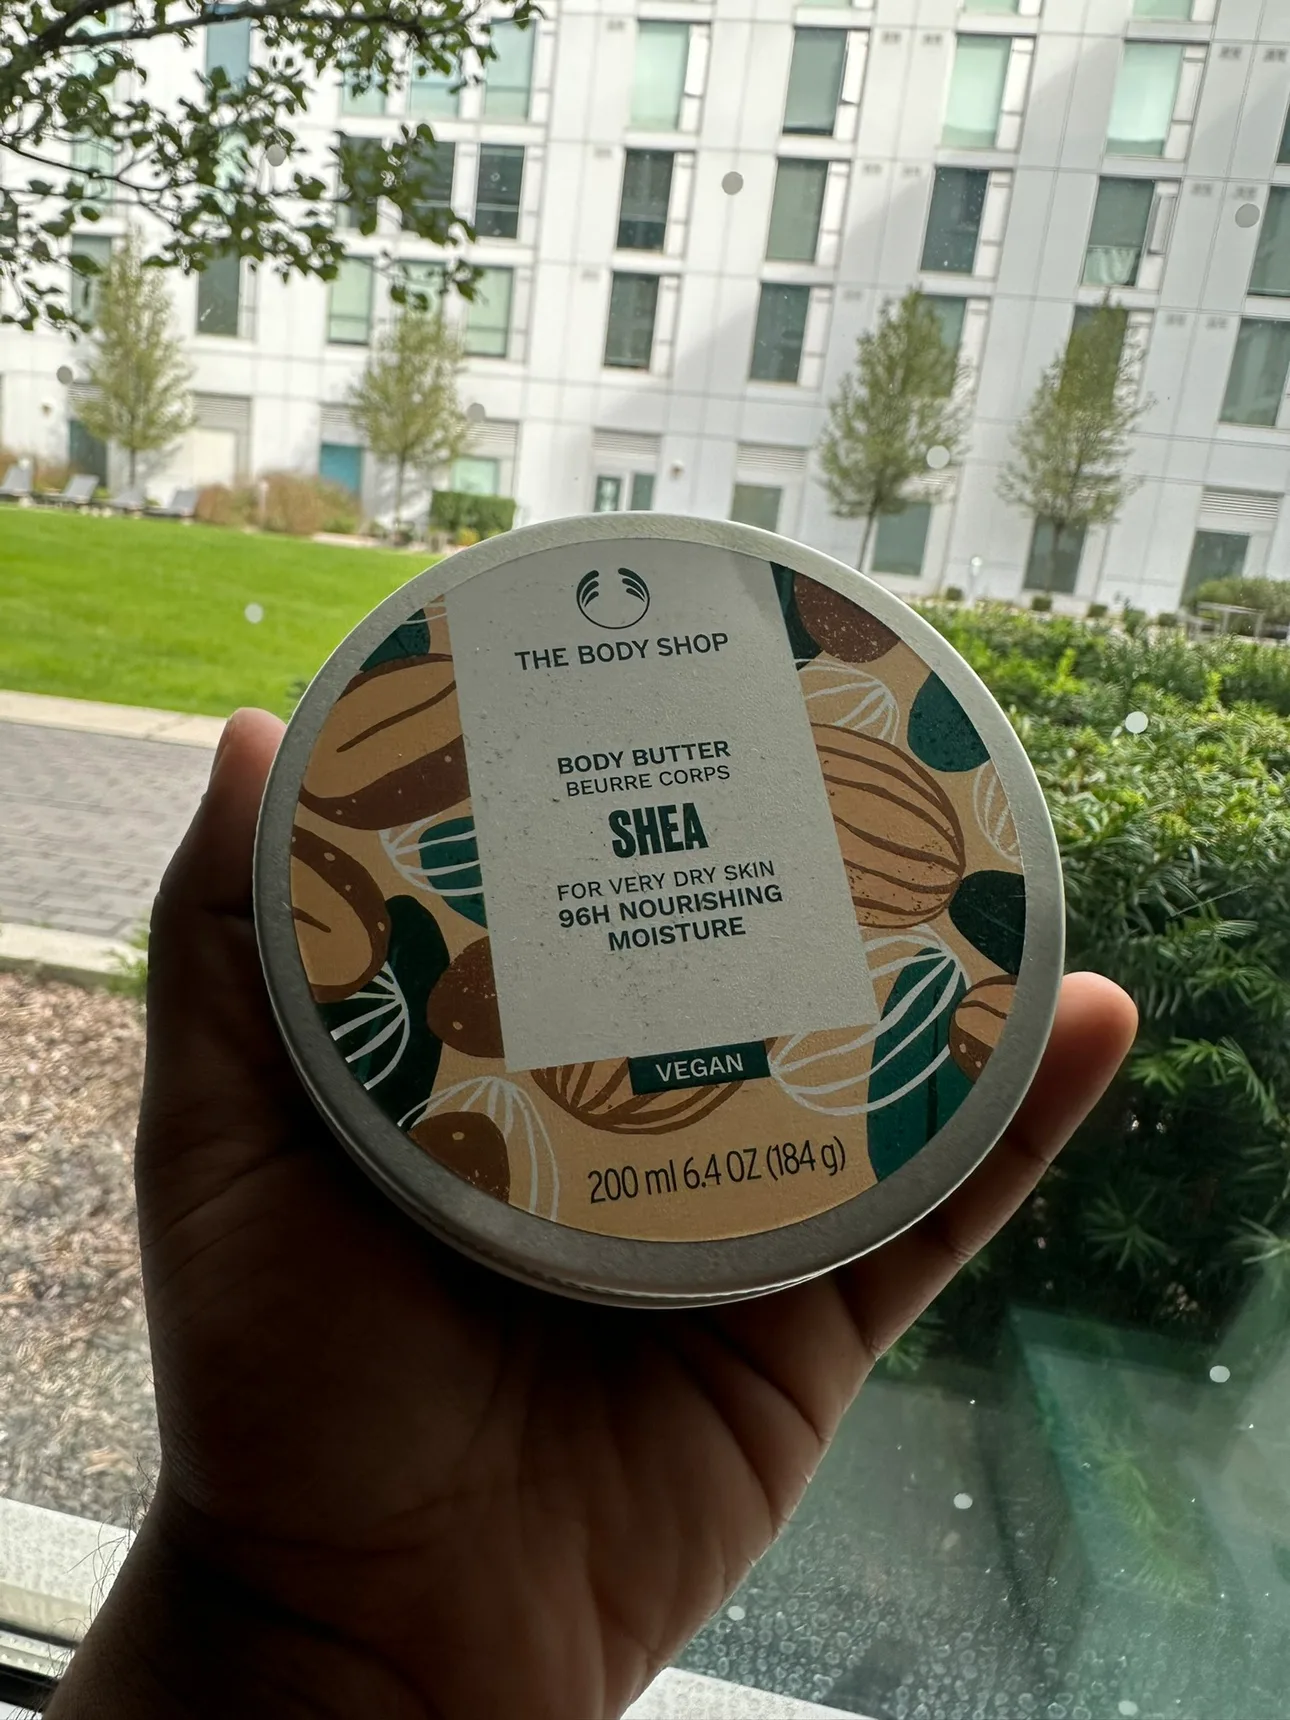 THE BODY SHOP
BODY BUTTER
BEURRE CORPS
SHEA
FOR VERY DRY SKIN
96H NOURISHING
MOISTURE
VEGAN
200 ml 6.4 OZ (184 g)